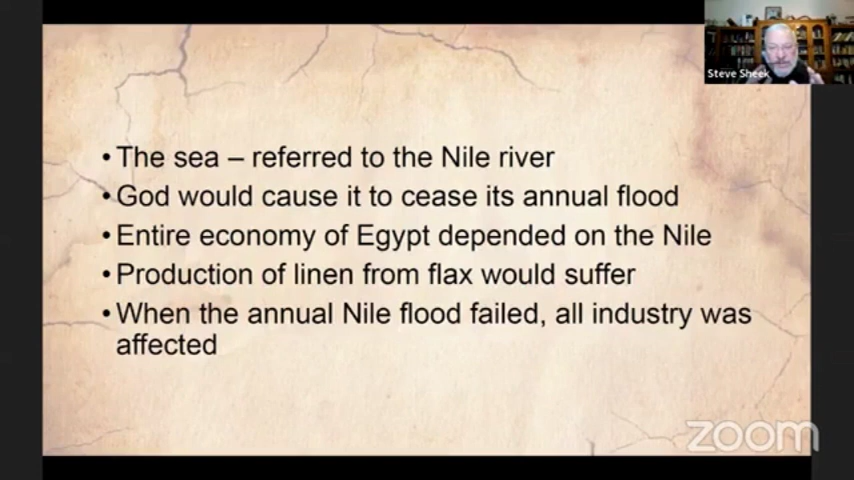 Steve Sheek
• The sea – referred to the Nile river
• God would cause it to cease its annual flood
• Entire economy of Egypt depended on the Nile
• Production of linen from flax would suffer
• When the annual Nile flood failed, all industry was
affected
zoom